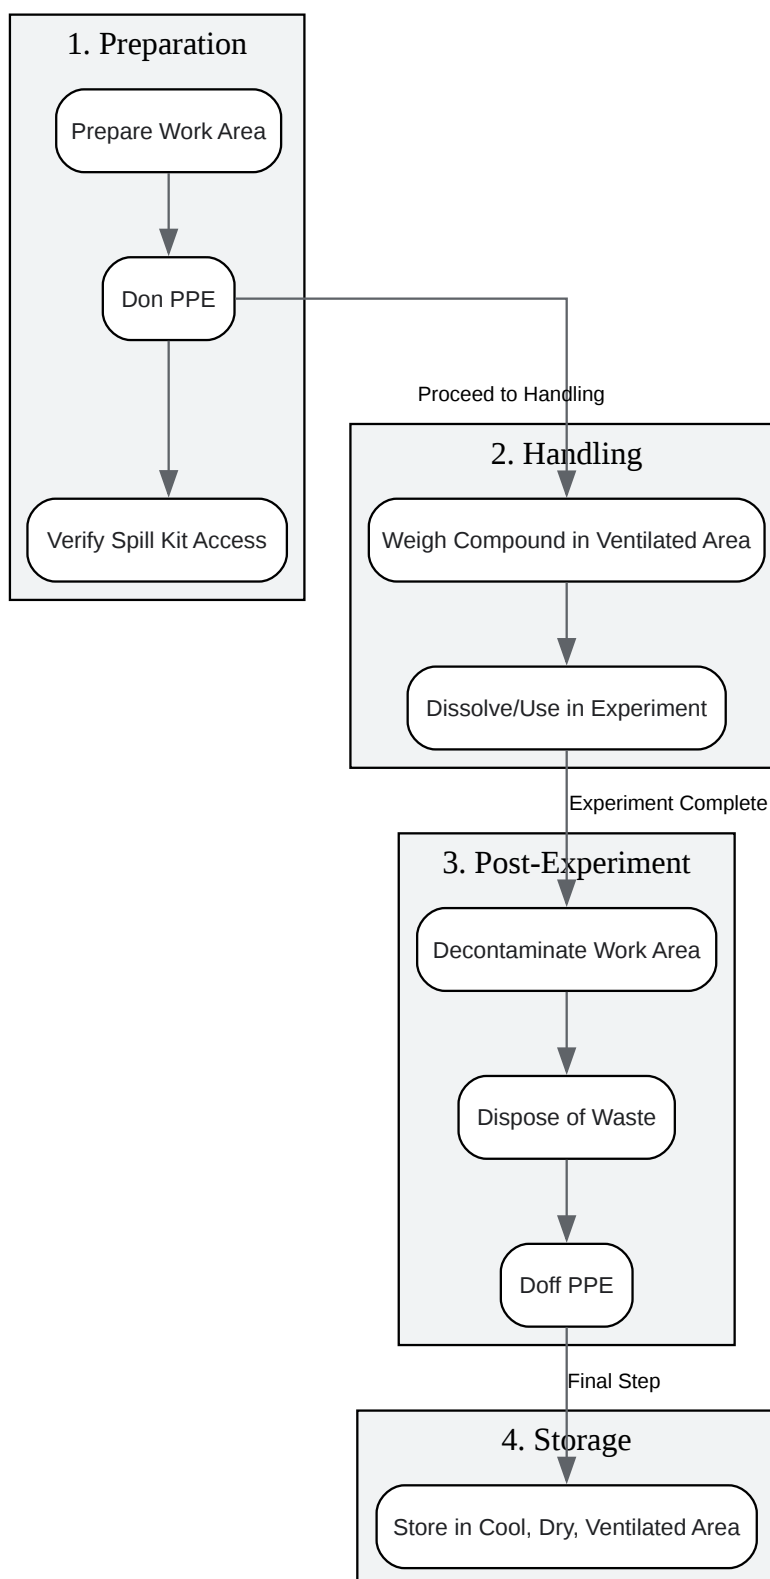 1. Preparation
Prepare Work Area
Don PPE
Verify Spill Kit Access
Proceed to Handling
2. Handling
Weigh Compound in Ventilated Area
Dissolve/Use in Experiment
Experiment Complete
3. Post-Experiment
Decontaminate Work Area
Dispose of Waste
Doff PPE
Final Step
4. Storage
Store in Cool, Dry, Ventilated Area